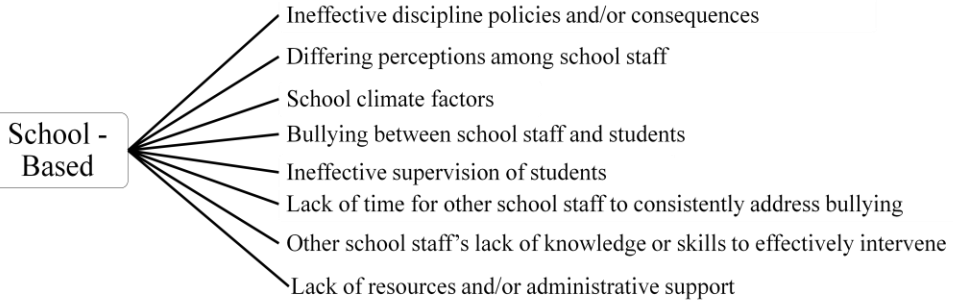 Ineffective discipline policies and/or consequences
Differing perceptions among school staff
School climate factors
School -
Based
Bullying between school staff and students
Ineffective supervision of students
Lack of time for other school staff to consistently address bullying
Other school staff’s lack of knowledge or skills to effectively intervene
Lack of resources and/or administrative support